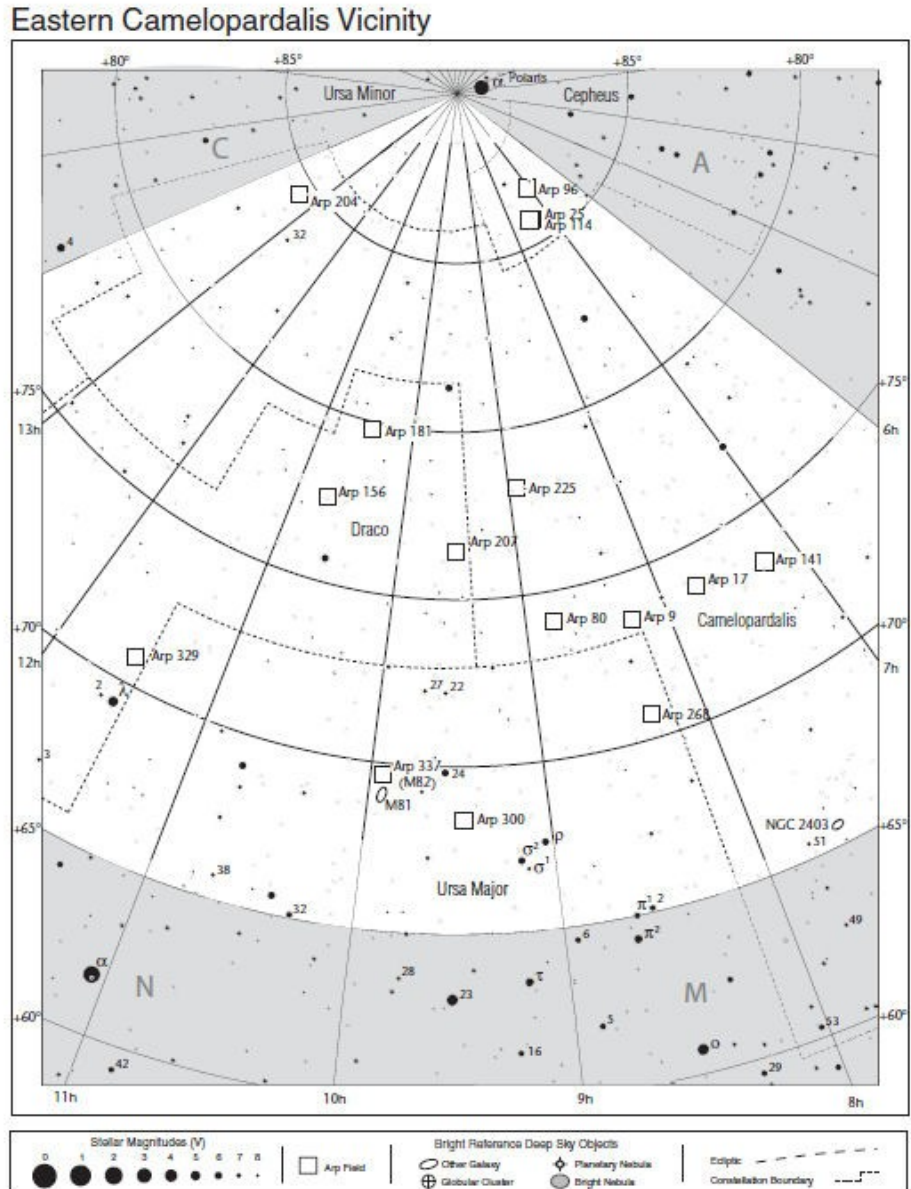 Eastern Camelopardalis Vicinity
+80° +85° +85° +80°
α Polaris
Ursa Minor Cepheus
C A
Arp 96
Arp 204
Arp 25
Arp 114
32
4
+75° +75°
13h 6h
Arp 181
Arp 156 Arp 225
Draco
Arp 207
Arp 141
Arp 17
Arp 80 Arp 9 Camelopardalis
+70° +70°
Arp 329
12h 7h
2 λ 27 22
Arp 268
3
Arp 337 24
(M82)
M81
Arp 300 NGC 2403
+65° ρ 51 +65°
σ² σ¹
38 Ursa Major
32 π¹ 2
49
6 π²
α
28
N 23 τ M
+60° +60°
5 53
16 ο
42 29
11h 10h 9h 8h
Stellar Magnitudes (V)
0 1 2 3 4 5 6 7 8
Arp Field
Bright Reference Deep Sky Objects
Other Galaxy Planetary Nebula
Globular Cluster Bright Nebula
Ecliptic
Constellation Boundary